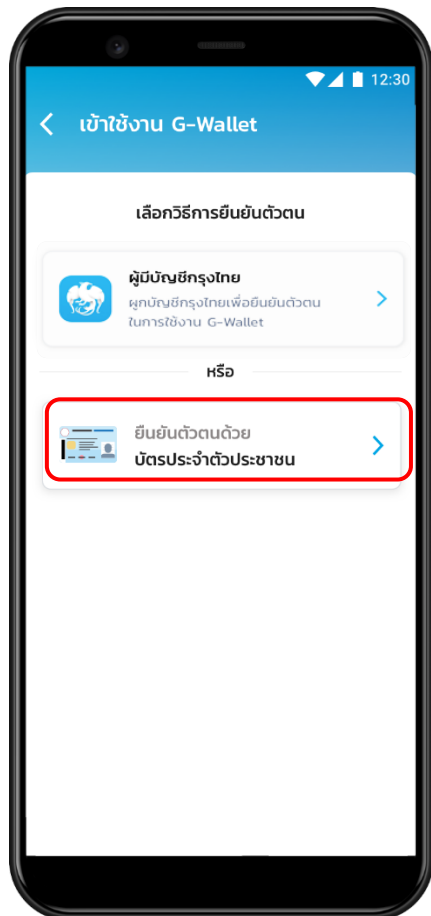 12:30
เข้าใช้งาน G-Wallet
เลือกวิธีการยืนยันตัวตน
ผู้มีบัญชีกรุงไทย
ผูกบัญชีกรุงไทยเพื่อยืนยันตัวตน
ในการใช้งาน G-Wallet
หรือ
ยืนยันตัวตนด้วย
บัตรประจำตัวประชาชน